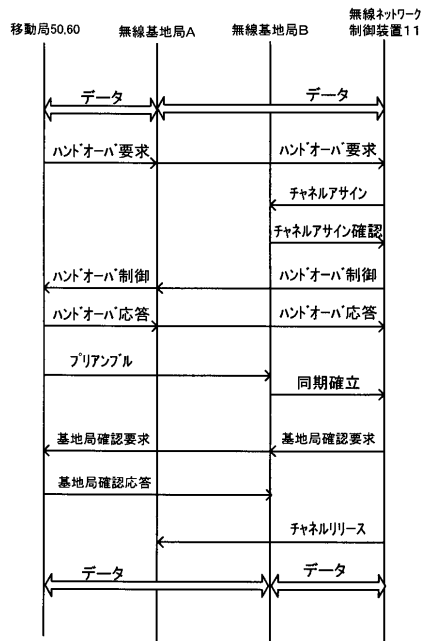 移動局50,60
無線基地局A
無線基地局B
無線ネットワーク
制御装置11
データ
データ
ハンドオーバ要求
ハンドオーバ要求
チャネルアサイン
チャネルアサイン確認
ハンドオーバ制御
ハンドオーバ制御
ハンドオーバ応答
ハンドオーバ応答
プリアンブル
同期確立
基地局確認要求
基地局確認要求
基地局確認応答
チャネルリリース
データ
データ